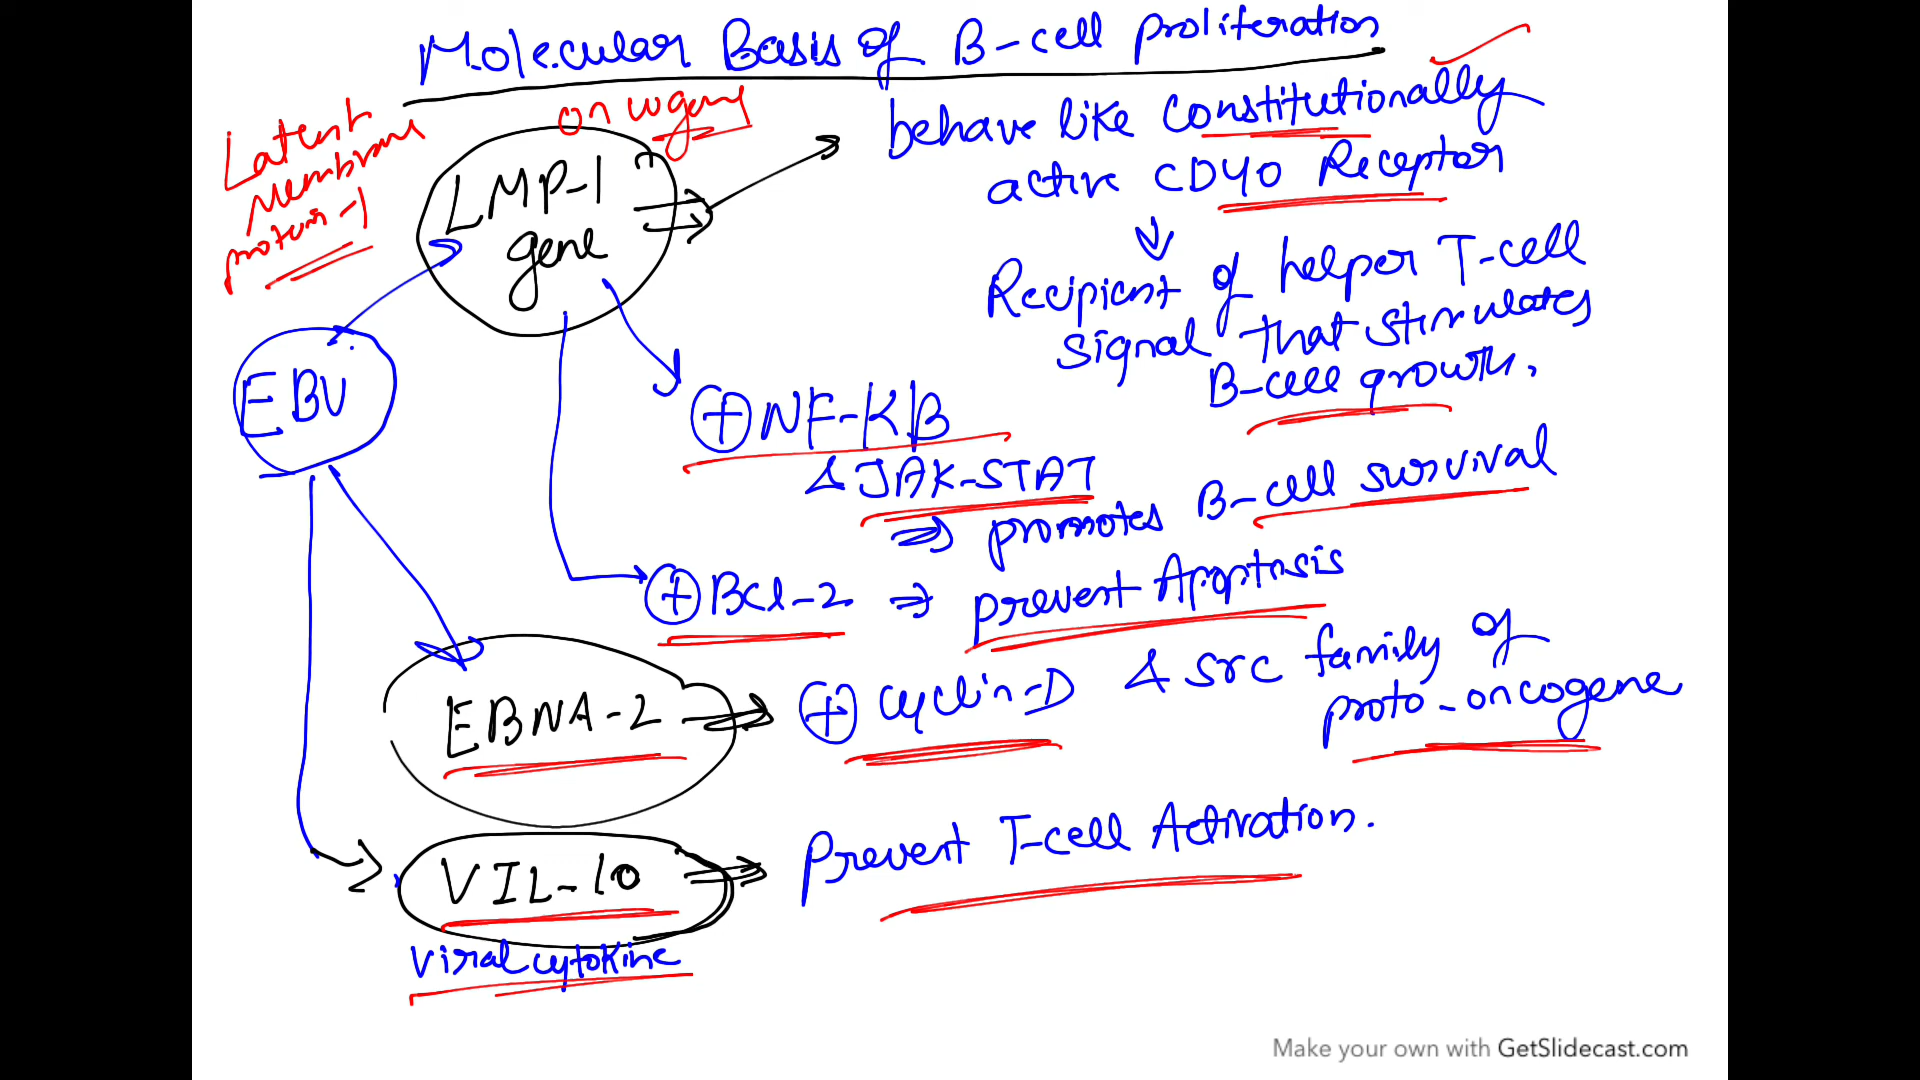 Molecular Basis of B-cell proliferation
Latent
Membrane
protein-1
oncogene
LMP-1
gene
behave like constitutionally
active CD40 Receptor
Recipient of helper T-cell
signal that stimulates
B-cell growth.
EBV
+ NF-KB
& JAK-STAT
⇒ promotes B-cell survival
+ Bcl-2 ⇒ prevent Apoptosis
EBNA-2 ⇒ + cyclin-D & src family of
proto-oncogene
VIL-10 ⇒ prevent T-cell Activation.
viral cytokine
Make your own with GetSlidecast.com